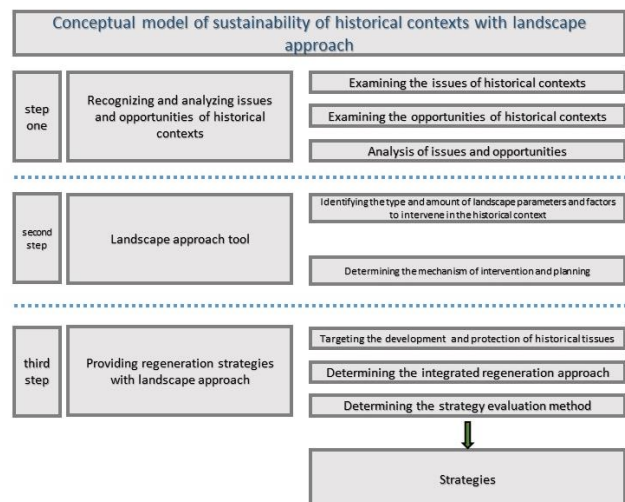 Conceptual model of sustainability of historical contexts with landscape
approach
step
one
Recognizing and analyzing issues
and opportunities of historical
contexts
Examining the issues of historical contexts
Examining the opportunities of historical contexts
Analysis of issues and opportunities
second
step
Landscape approach tool
Identifying the type and amount of landscape parameters and factors
to intervene in the historical context
Determining the mechanism of intervention and planning
third
step
Providing regeneration strategies
with landscape approach
Targeting the development and protection of historical tissues
Determining the integrated regeneration approach
Determining the strategy evaluation method
Strategies